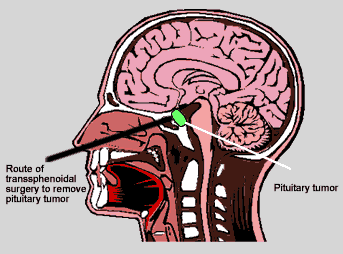 Route of
transsphenoidal
surgery to remove
pituitary tumor
Pituitary tumor